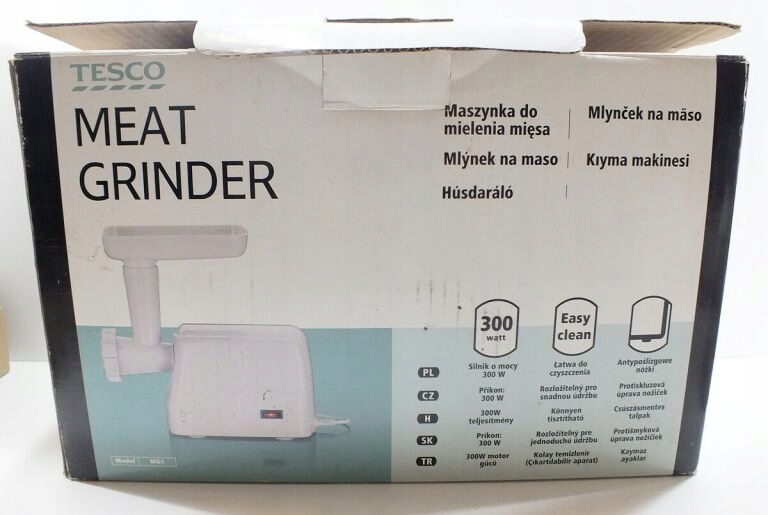 TESCO
MEAT
GRINDER
Maszynka do
mielenia mięsa
Mlynček na mäso
Mlýnek na maso
Kıyma makinesi
Húsdaráló
300
watt
Easy
clean
PL
Silnik o mocy
300 W
Łatwa do
czyszczenia
Antypoślizgowe
nóżki
CZ
Příkon:
300 W
Rozložitelný pro
snadnou údržbu
Protiskluzová
úprava nožiček
H
300W
teljesítmény
Könnyen
tisztítható
Csúszásmentes
talpak
SK
Príkon:
300 W
Rozložiteľný pre
jednoduchú údržbu
Protišmyková
úprava nožičiek
TR
300W motor
gücü
Kolay temizlenir
(Çıkartılabilir aparat)
Kaymaz
ayaklar
Model MG1